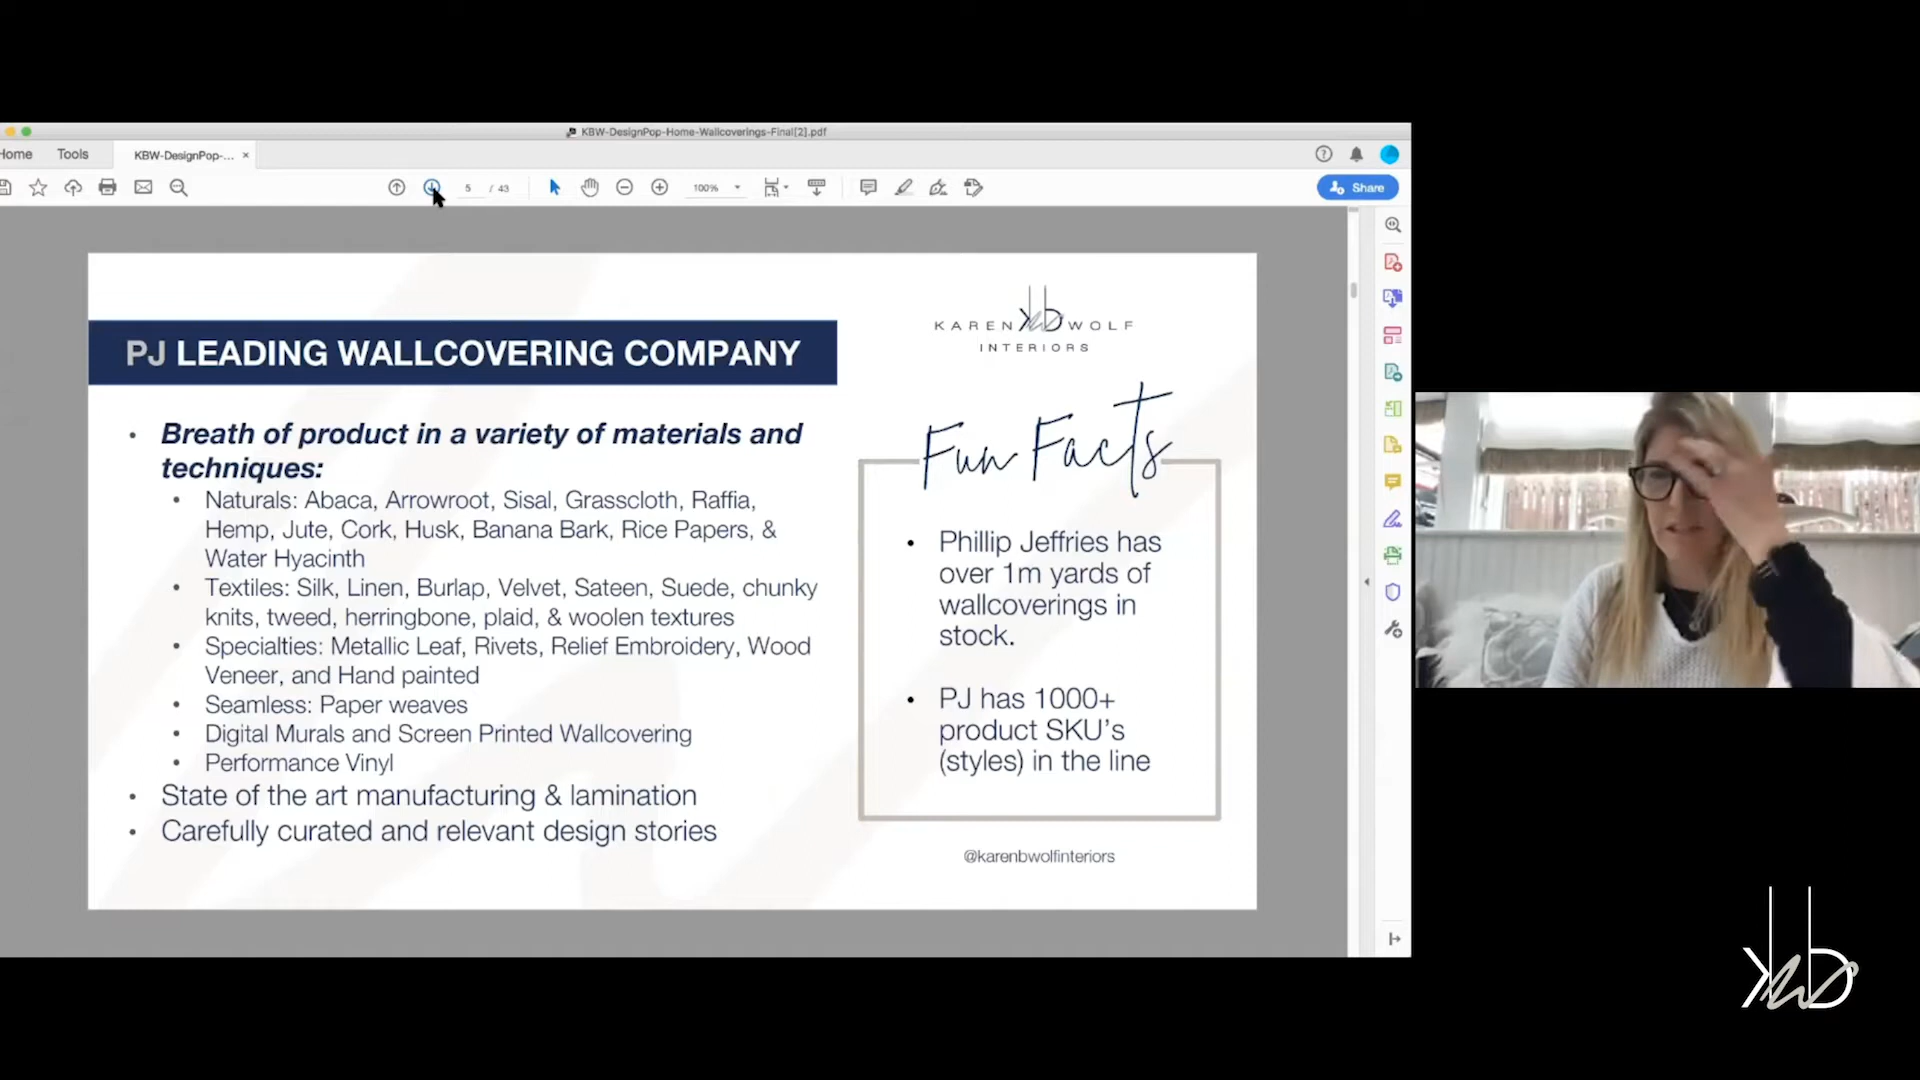 KBW-DesignPop-Home-Wallcoverings-Final[2].pdf
Home Tools KBW-DesignPop-... ×
5 / 43 100% Share
KAREN WOLF
INTERIORS
PJ LEADING WALLCOVERING COMPANY
• Breath of product in a variety of materials and
techniques:
• Naturals: Abaca, Arrowroot, Sisal, Grasscloth, Raffia,
Hemp, Jute, Cork, Husk, Banana Bark, Rice Papers, &
Water Hyacinth
• Textiles: Silk, Linen, Burlap, Velvet, Sateen, Suede, chunky
knits, tweed, herringbone, plaid, & woolen textures
• Specialties: Metallic Leaf, Rivets, Relief Embroidery, Wood
Veneer, and Hand painted
• Seamless: Paper weaves
• Digital Murals and Screen Printed Wallcovering
• Performance Vinyl
• State of the art manufacturing & lamination
• Carefully curated and relevant design stories
Fun Facts
• Phillip Jeffries has
over 1m yards of
wallcoverings in
stock.
• PJ has 1000+
product SKU's
(styles) in the line
@karenbwolfinteriors
kbw